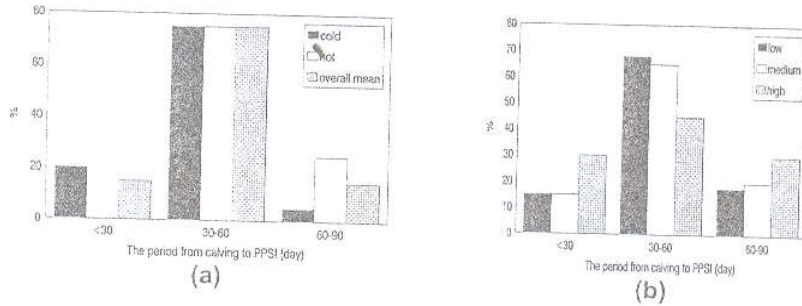 80
60
40
20
0
%
cold
hot
overall mean
<30
30-60
60-90
The period from calving to PPSI (day)
(a)
80
70
60
50
40
30
20
10
0
%
low
medium
high
<30
30-60
60-90
The period from calving to PPSI (day)
(b)